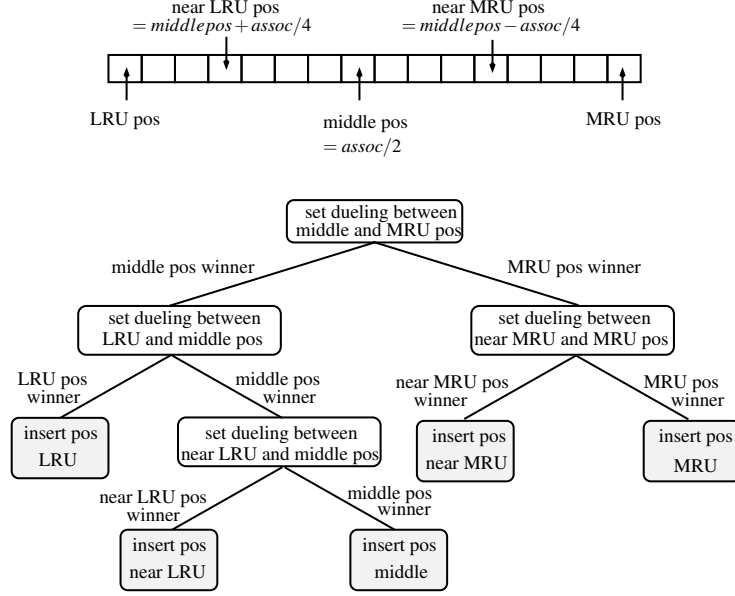 near LRU pos
= middlepos + assoc/4
near MRU pos
= middlepos − assoc/4
LRU pos
middle pos
= assoc/2
MRU pos
set dueling between
middle and MRU pos
middle pos winner
MRU pos winner
set dueling between
LRU and middle pos
set dueling between
near MRU and MRU pos
LRU pos
winner
middle pos
winner
near MRU pos
winner
MRU pos
winner
insert pos
LRU
set dueling between
near LRU and middle pos
insert pos
near MRU
insert pos
MRU
near LRU pos
winner
middle pos
winner
insert pos
near LRU
insert pos
middle